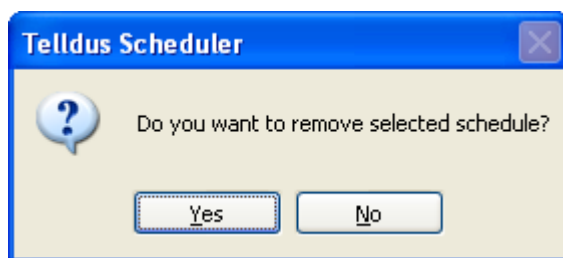 Telldus Scheduler
Do you want to remove selected schedule?
Yes
No